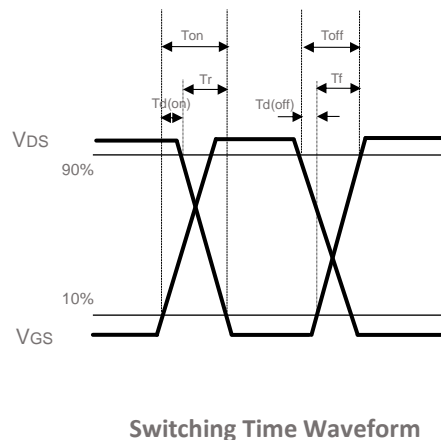 Ton
Toff
Tr
Tf
Td(on)
Td(off)
VDS
90%
10%
VGS
Switching Time Waveform